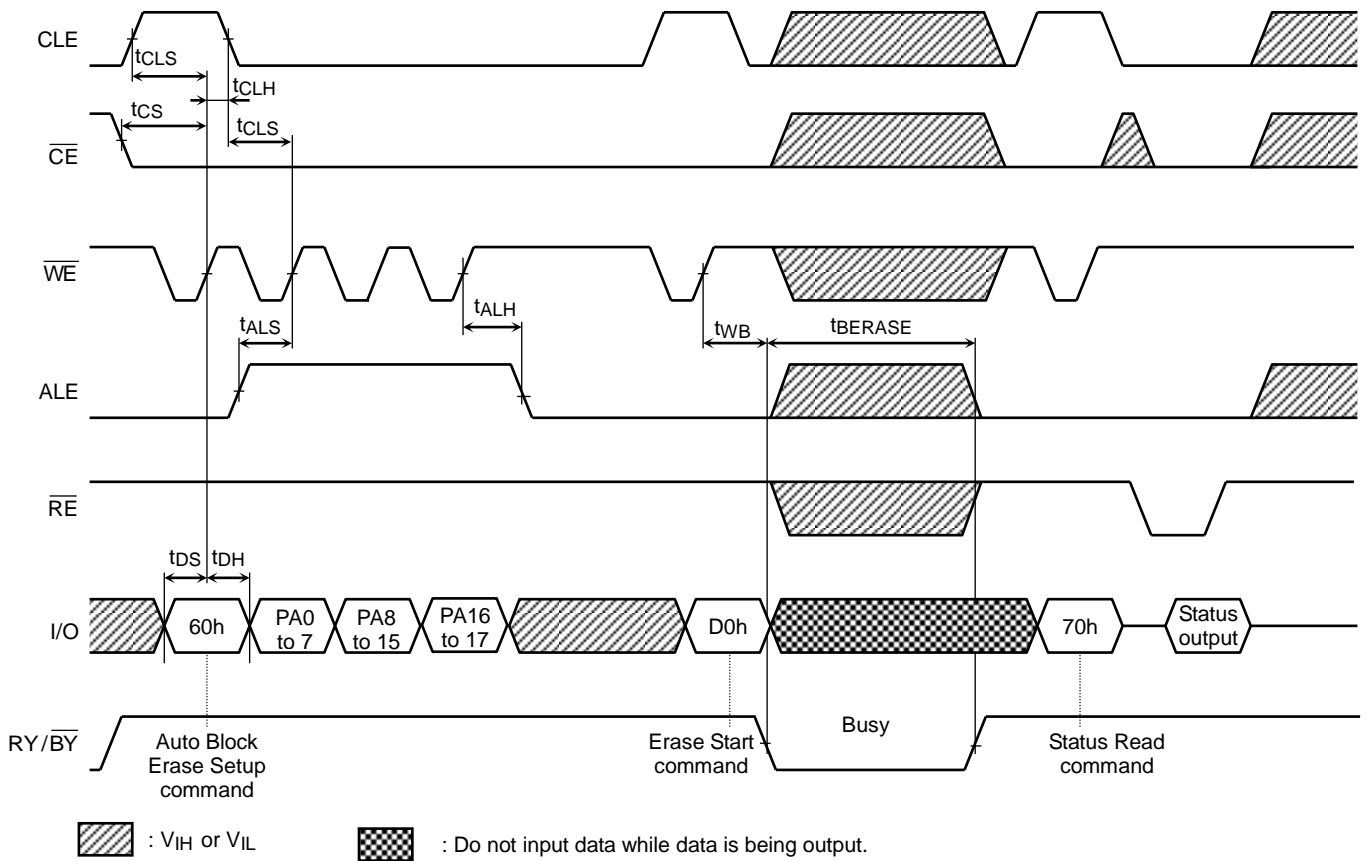 CLE
tCLS
tCLH
tCS
tCLS
CE
WE
tALS
tALH
tWB
tBERASE
ALE
RE
tDS
tDH
I/O
60h
PA0
to 7
PA8
to 15
PA16
to 17
D0h
70h
Status
output
RY/BY
Busy
Auto Block
Erase Setup
command
Erase Start
command
Status Read
command
: VIH or VIL
: Do not input data while data is being output.